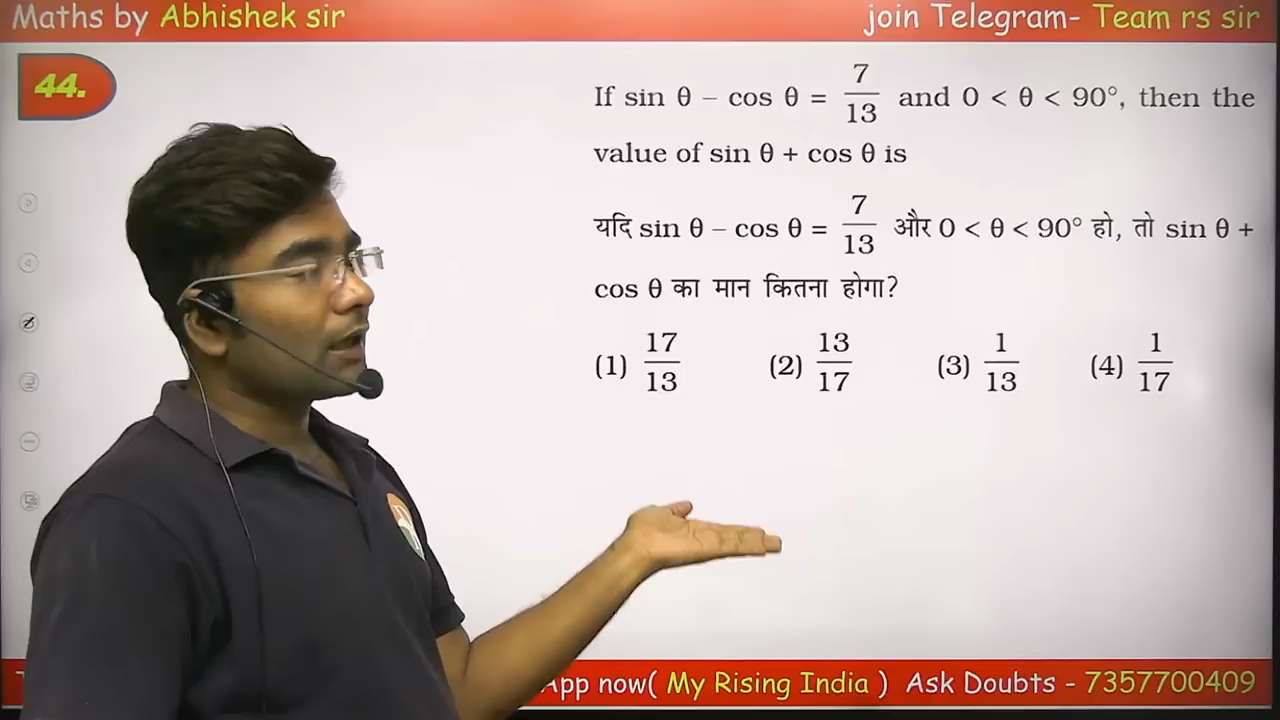 Maths by Abhishek sir
join Telegram- Team rs sir
44.
If sin θ – cos θ = 7/13 and 0 < θ < 90°, then the
value of sin θ + cos θ is
यदि sin θ – cos θ = 7/13 और 0 < θ < 90° हो, तो sin θ +
cos θ का मान कितना होगा?
(1) 17/13 (2) 13/17 (3) 1/13 (4) 1/17
App now( My Rising India ) Ask Doubts - 7357700409